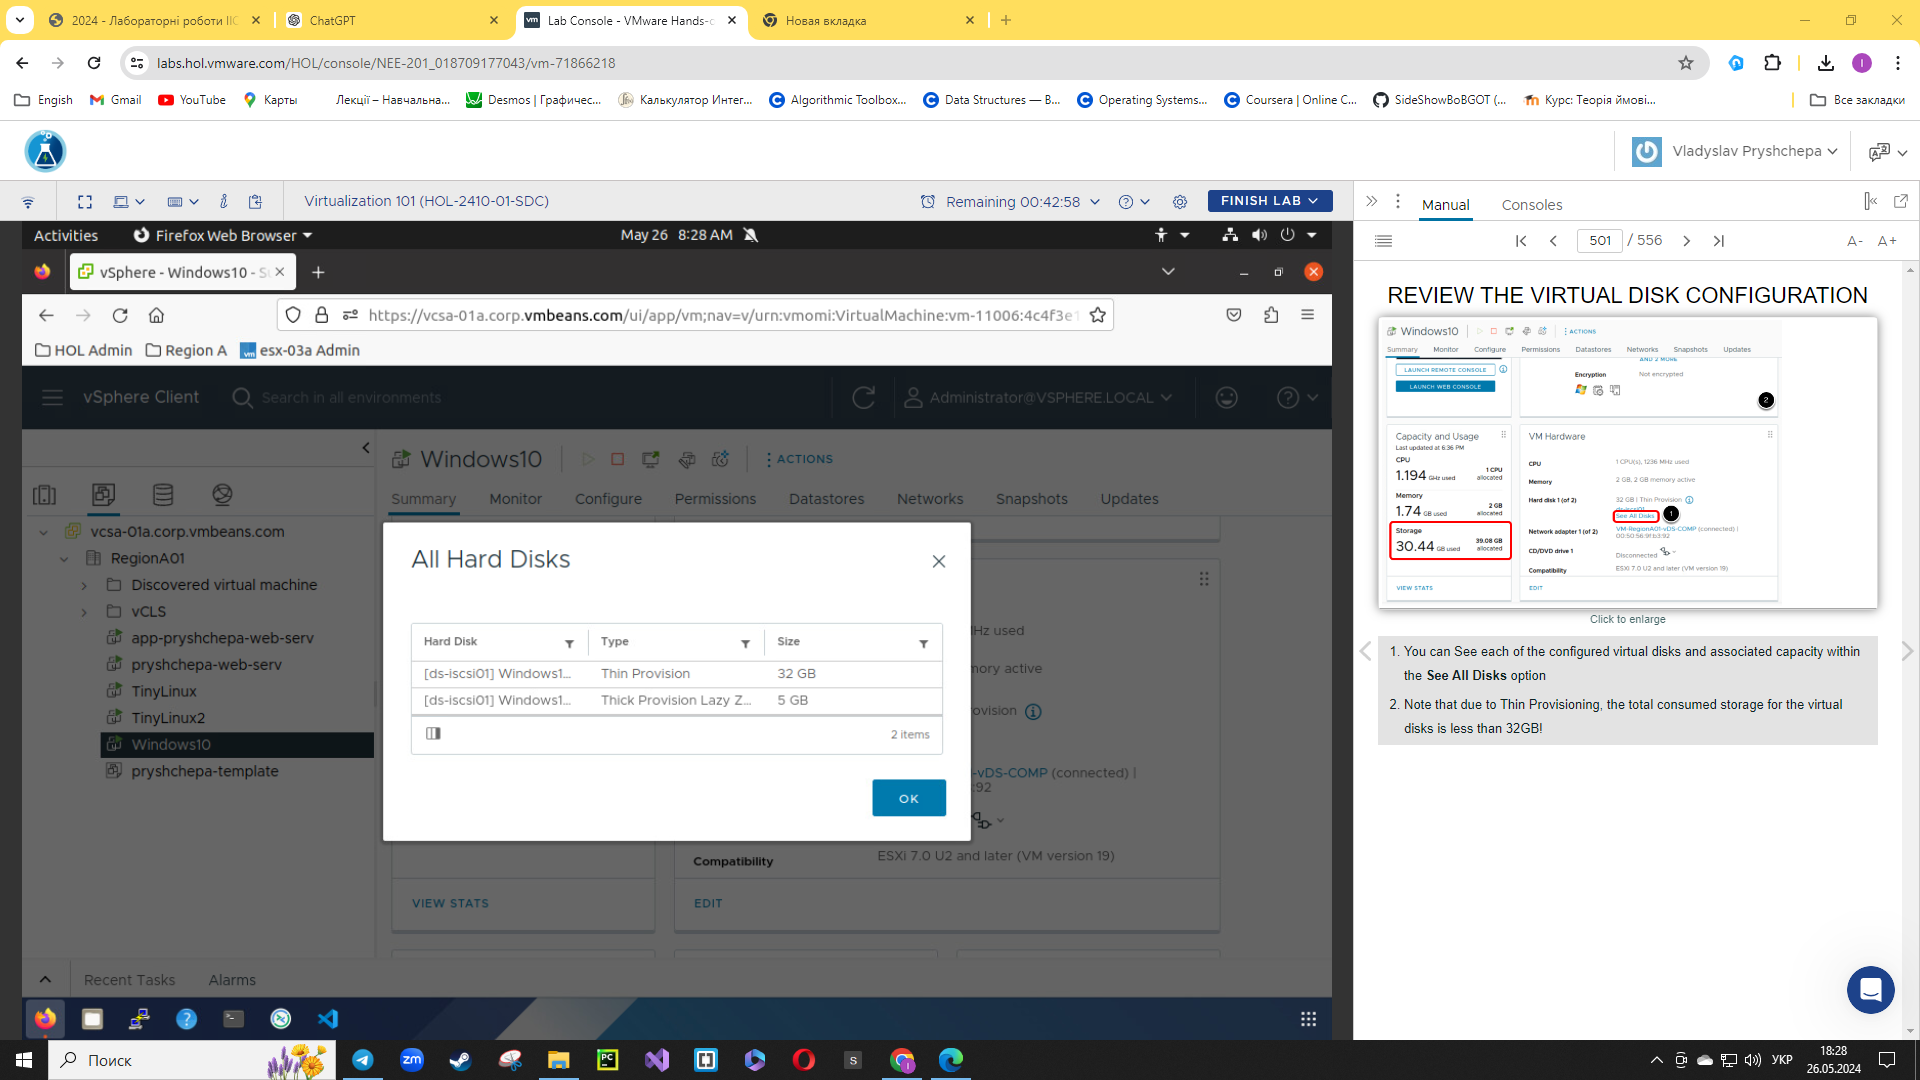 2024 - Лабораторні роботи ІІС
ChatGPT
Lab Console - VMware Hands-o
Новая вкладка
labs.hol.vmware.com/HOL/console/NEE-201_018709177043/vm-71866218
Engish
Gmail
YouTube
Карты
Лекції – Навчальна...
Desmos | Графичес...
Калькулятор Интег...
Algorithmic Toolbox...
Data Structures — B...
Operating Systems...
Coursera | Online C...
SideShowBoBGOT (...
Курс: Теорія ймові...
Все закладки
Vladyslav Pryshchepa
Virtualization 101 (HOL-2410-01-SDC)
Remaining 00:42:58
FINISH LAB
Manual
Consoles
501 / 556
A- A+
Activities
Firefox Web Browser
May 26 8:28 AM
vSphere - Windows10 - Su
https://vcsa-01a.corp.vmbeans.com/ui/app/vm;nav=v/urn:vmomi:VirtualMachine:vm-11006:4c4f3e1
HOL Admin
Region A
esx-03a Admin
vSphere Client
Search in all environments
Administrator@VSPHERE.LOCAL
Windows10
ACTIONS
Summary
Monitor
Configure
Permissions
Datastores
Networks
Snapshots
Updates
vcsa-01a.corp.vmbeans.com
RegionA01
Discovered virtual machine
vCLS
app-pryshchepa-web-serv
pryshchepa-web-serv
TinyLinux
TinyLinux2
Windows10
pryshchepa-template
All Hard Disks
Hard Disk Type Size
[ds-iscsi01] Windows1... Thin Provision 32 GB
[ds-iscsi01] Windows1... Thick Provision Lazy Z... 5 GB
2 items
OK
Hz used
mory active
ovision
-vDS-COMP (connected) |
:92
Compatibility
ESXi 7.0 U2 and later (VM version 19)
VIEW STATS
EDIT
Recent Tasks
Alarms
REVIEW THE VIRTUAL DISK CONFIGURATION
Windows10
ACTIONS
Summary Monitor Configure Permissions Datastores Networks Snapshots Updates
LAUNCH REMOTE CONSOLE
LAUNCH WEB CONSOLE
AND 2 MORE
Encryption Not encrypted
2
Capacity and Usage
Last updated at 6:36 PM
CPU
1.194 GHz used
1 CPU
allocated
Memory
1.74 GB used
2 GB
allocated
Storage
30.44 GB used
39.08 GB
allocated
VIEW STATS
VM Hardware
CPU 1 CPU(s), 1236 MHz used
Memory 2 GB, 2 GB memory active
Hard disk 1 (of 2) 32 GB | Thin Provision
ds-iscsi01
See All Disks
1
Network adapter 1 (of 2) VM-RegionA01-vDS-COMP (connected) |
00:50:56:9f:b3:92
CD/DVD drive 1 Disconnected
Compatibility ESXi 7.0 U2 and later (VM version 19)
EDIT
Click to enlarge
1. You can See each of the configured virtual disks and associated capacity within
the See All Disks option
2. Note that due to Thin Provisioning, the total consumed storage for the virtual
disks is less than 32GB!
Поиск
УКР
18:28
26.05.2024